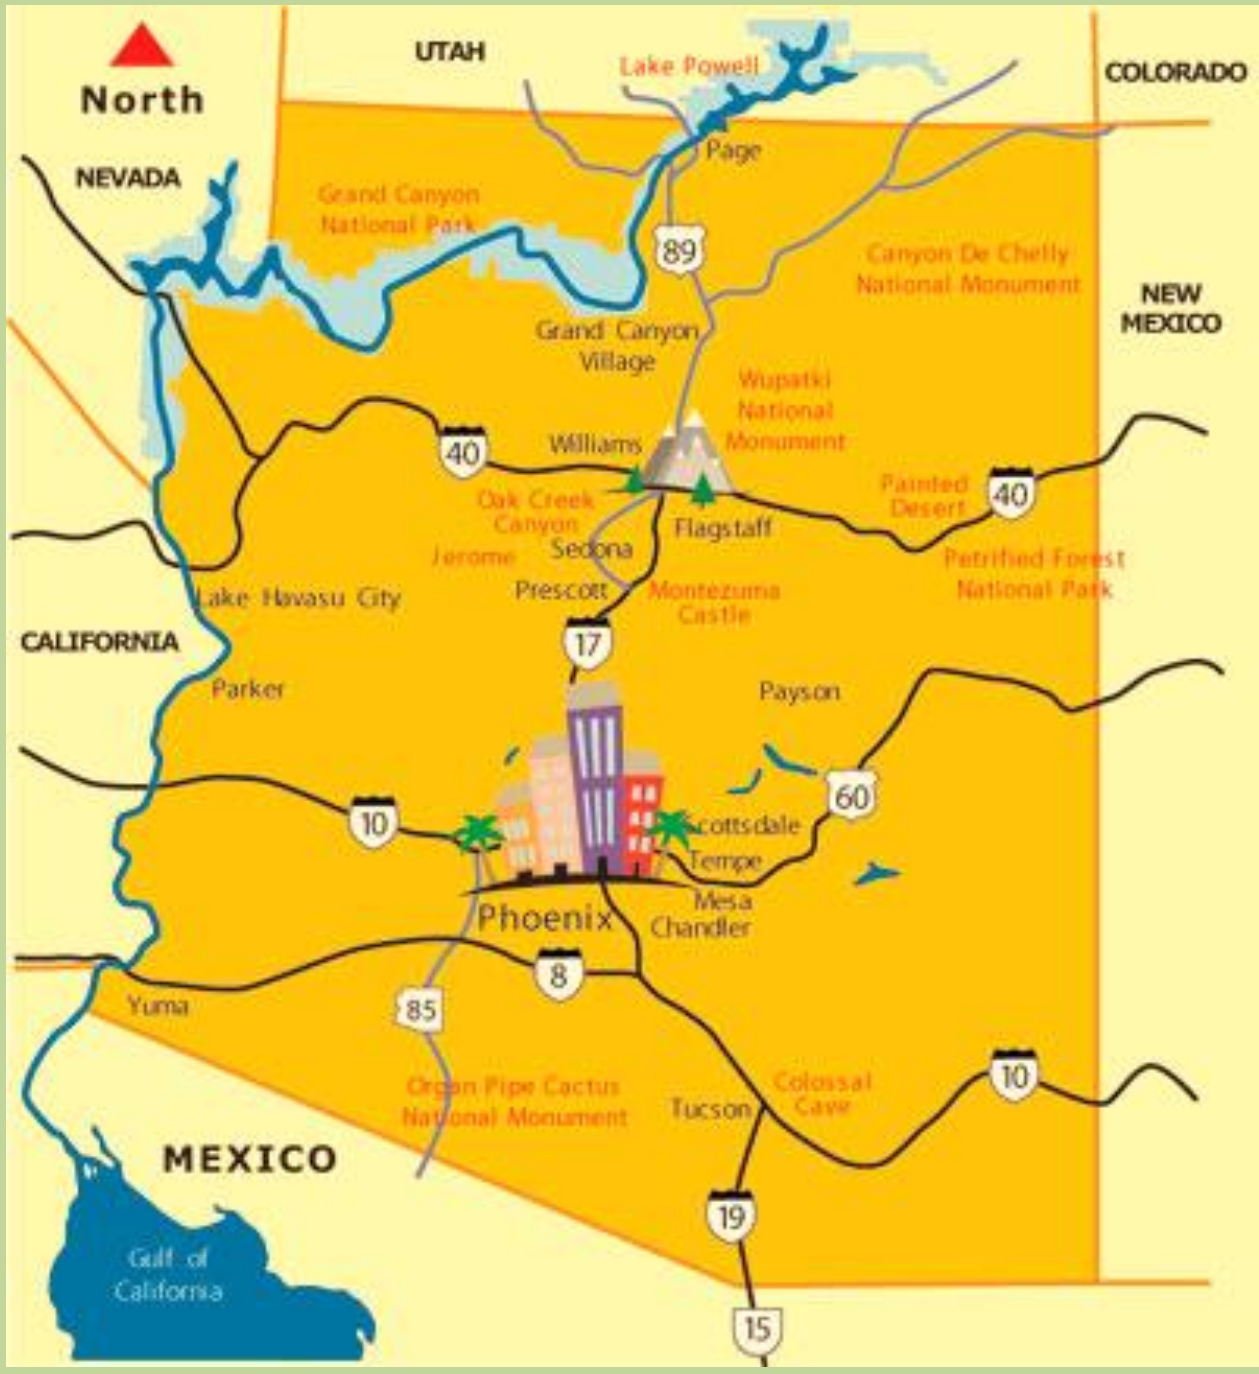 UTAH
Lake Powell
COLORADO
North
Page
NEVADA
Grand Canyon
National Park
89
Canyon De Chelly
National Monument
NEW
MEXICO
Grand Canyon
Village
Wupatki
National
Monument
Williams
40
Painted
Desert
40
Oak Creek
Canyon
Flagstaff
Jerome
Sedona
Petrified Forest
National Park
Prescott
Montezuma
Castle
Lake Havasu City
CALIFORNIA
17
Parker
Payson
60
10
Scottsdale
Tempe
Mesa
Phoenix
Chandler
8
Yuma
85
10
Organ Pipe Cactus
National Monument
Colossal
Cave
Tucson
MEXICO
19
Gulf of
California
15